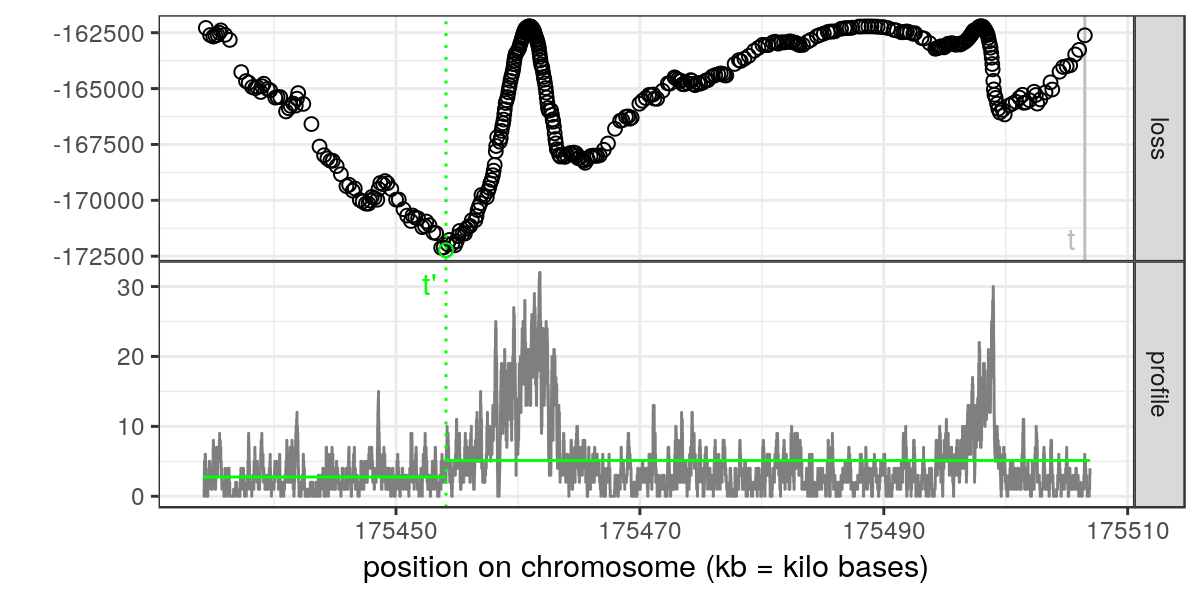 -162500
-165000
-167500
-170000
-172500
loss
t
t'
30
20
10
0
profile
175450
175470
175490
175510
position on chromosome (kb = kilo bases)